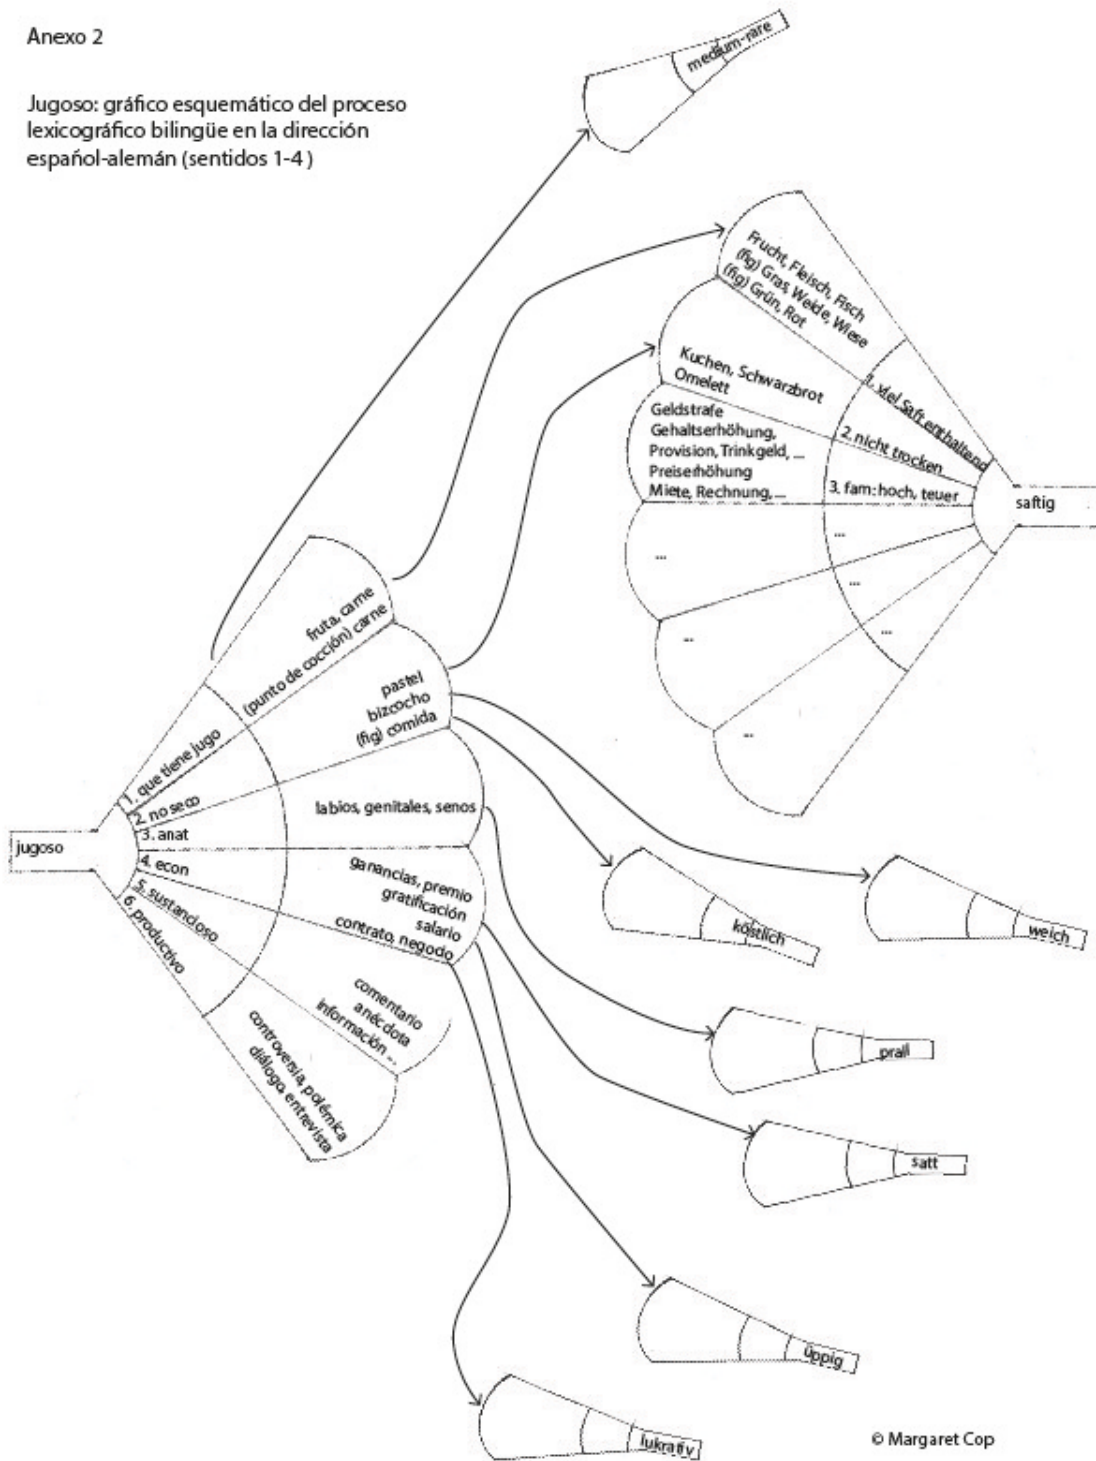 Anexo 2
Jugoso: gráfico esquemático del proceso
lexicográfico bilingüe en la dirección
español-alemán (sentidos 1-4 )
medium-rare
Frucht, Fleisch, Fisch
(fig) Gras, Weide, Wiese
(fig) Grün, Rot
1. viel Saft enthaltend
Kuchen, Schwarzbrot
Omelett
2. nicht trocken
Geldstrafe
Gehaltserhöhung,
Provision, Trinkgeld, ...
Preiserhöhung
Miete, Rechnung, ...
3. fam: hoch, teuer
saftig
...
...
...
...
...
...
jugoso
1. que tiene jugo
fruta, carne
(punto de cocción) carne
2. no seco
pastel
bizcocho
(fig) comida
3. anat
labios, genitales, senos
4. econ
ganancias, premio
gratificación
salario
contrato, negocio
5. sustancioso
comentario
anécdota
información ...
6. productivo
controversia, polémica
diálogo, entrevista
köstlich
weich
prall
satt
üppig
lukrativ
© Margaret Cop